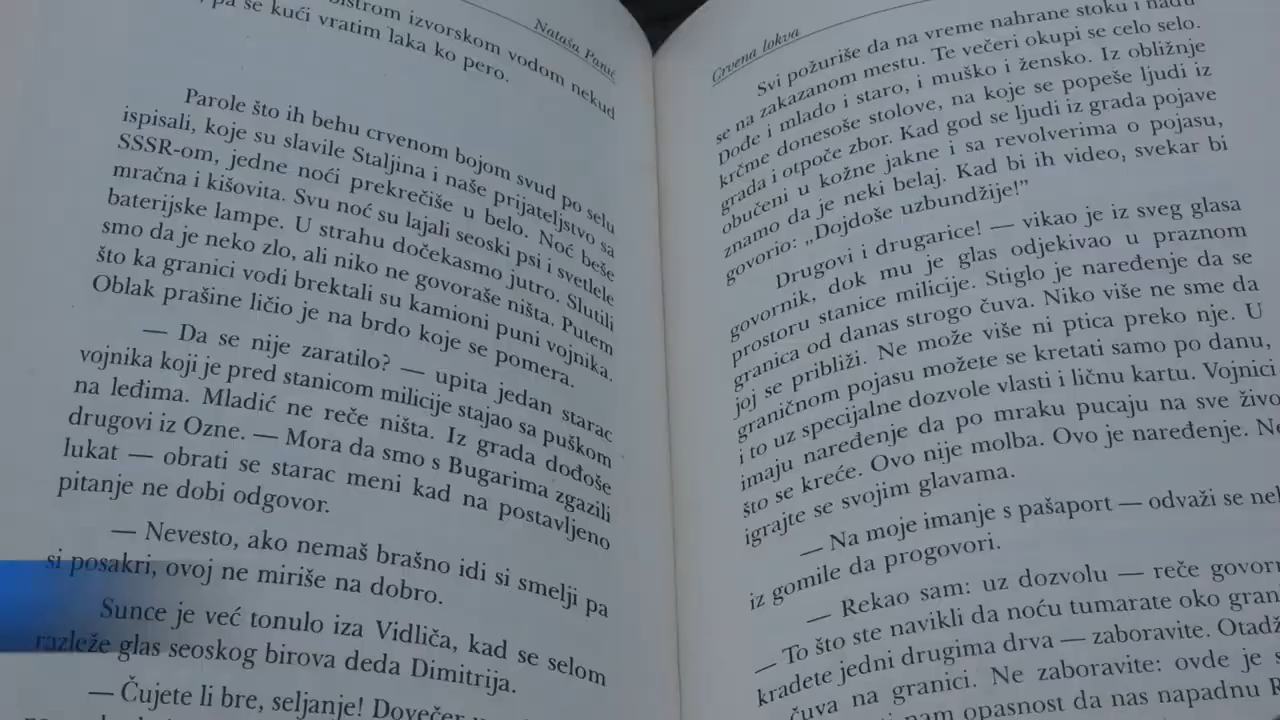 Nataša Panić
bistrom izvorskom vodom nekud
pa se kući vratim laka ko pero.
Parole što ih behu crvenom bojom svud po selu
ispisali, koje su slavile Staljina i naše prijateljstvo sa
SSSR-om, jedne noći prekrečiše u belo. Noć beše
mračna i kišovita. Svu noć su lajali seoski psi i svetlele
baterijske lampe. U strahu dočekasmo jutro. Slutili
smo da je neko zlo, ali niko ne govoraše ništa. Putem
što ka granici vodi brektali su kamioni puni vojnika.
Oblak prašine ličio je na brdo koje se pomera.
— Da se nije zaratilo? — upita jedan starac
vojnika koji je pred stanicom milicije stajao sa puškom
na leđima. Mladić ne reče ništa. Iz grada dođoše
drugovi iz Ozne. — Mora da smo s Bugarima zgazili
lukat — obrati se starac meni kad na postavljeno
pitanje ne dobi odgovor.
— Nevesto, ako nemaš brašno idi si smelji pa
si posakri, ovoj ne miriše na dobro.
Sunce je već tonulo iza Vidliča, kad se selom
razleže glas seoskog birova deda Dimitrija.
— Čujete li bre, seljanje! Dovečer
Crvena lokva
Svi požuriše da na vreme nahrane stoku i nađu
se na zakazanom mestu. Te večeri okupi se celo selo.
Dođe i mlado i staro, i muško i žensko. Iz obližnje
krčme donesoše stolove, na koje se popeše ljudi iz
grada i otpoče zbor. Kad god se ljudi iz grada pojave
obučeni u kožne jakne i sa revolverima o pojasu,
znamo da je neki belaj. Kad bi ih video, svekar bi
govorio: „Dojdoše uzbundžije!”
Drugovi i drugarice! — vikao je iz sveg glasa
govornik, dok mu je glas odjekivao u praznom
prostoru stanice milicije. Stiglo je naređenje da se
granica od danas strogo čuva. Niko više ne sme da
joj se približi. Ne može više ni ptica preko nje. U
graničnom pojasu možete se kretati samo po danu,
i to uz specijalne dozvole vlasti i ličnu kartu. Vojnici
imaju naređenje da po mraku pucaju na sve živo
što se kreće. Ovo nije molba. Ovo je naređenje. Ne
igrajte se svojim glavama.
— Na moje imanje s pašaport — odvaži se nek
iz gomile da progovori.
— Rekao sam: uz dozvolu — reče govorn
— To što ste navikli da noću tumarate oko gran
kradete jedni drugima drva — zaboravite. Otadž
čuva na granici. Ne zaboravite: ovde je s
nam opasnost da nas napadnu R